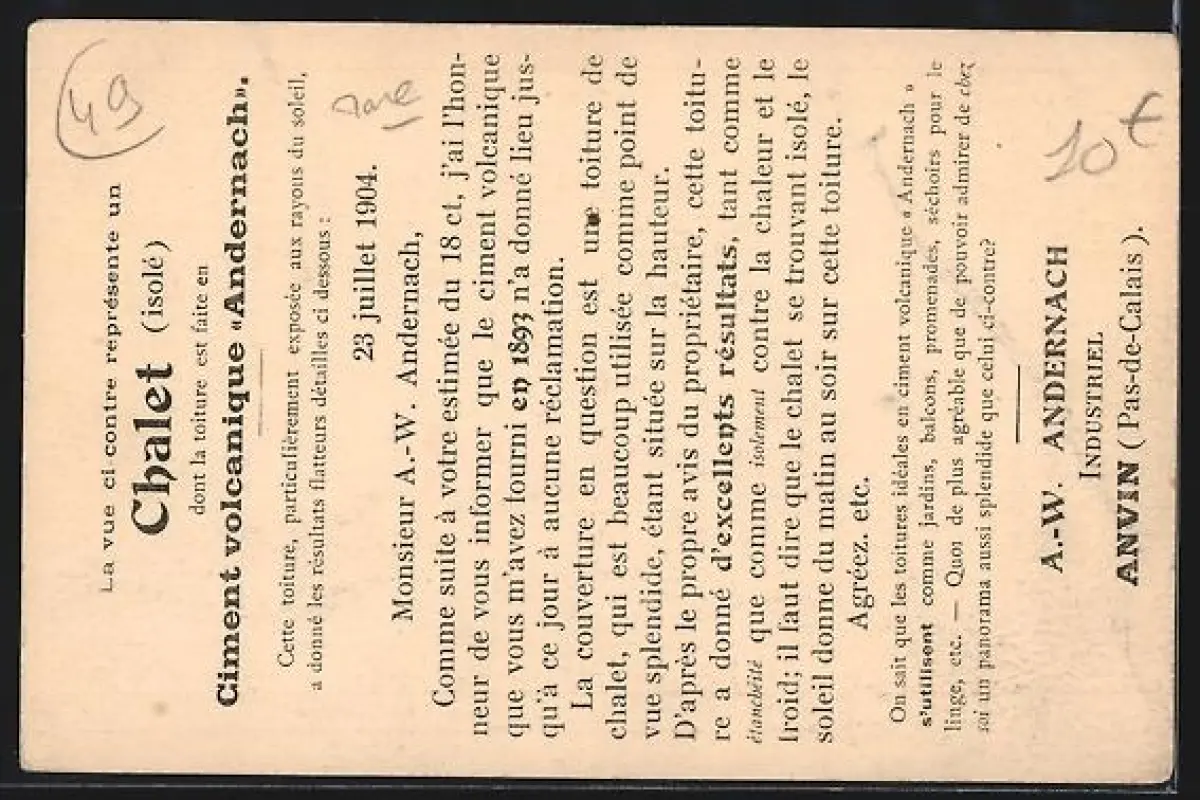 49
La vue ci contre représente un
Chalet (isolé)
dont la toiture est faite en
Ciment volcanique «Andernach».
Cette toiture, particulièrement exposée aux rayons du soleil,
a donné les résultats flatteurs détailles ci dessous :
rare
23 juillet 1904.
Monsieur A.-W. Andernach,
Comme suite à votre estimée du 18 ct, j'ai l'hon-
neur de vous informer que le ciment volcanique
que vous m'avez fourni en 1893 n'a donné lieu jus-
qu'à ce jour à aucune réclamation.
La couverture en question est une toiture de
chalet, qui est beaucoup utilisée comme point de
vue splendide, étant située sur la hauteur.
D'après le propre avis du propriétaire, cette toitu-
re a donné d'excellents résultats, tant comme
étanchéité que comme isolement contre la chaleur et le
froid; il faut dire que le chalet se trouvant isolé, le
soleil donne du matin au soir sur cette toiture.
Agréez. etc.
On sait que les toitures idéales en ciment volcanique « Andernach »
s'utilisent comme jardins, balcons, promenades, séchoirs pour le
linge, etc. — Quoi de plus agréable que de pouvoir admirer de chez
soi un panorama aussi splendide que celui ci-contre?
10 €
A.-W. ANDERNACH
INDUSTRIEL
ANVIN (Pas-de-Calais).